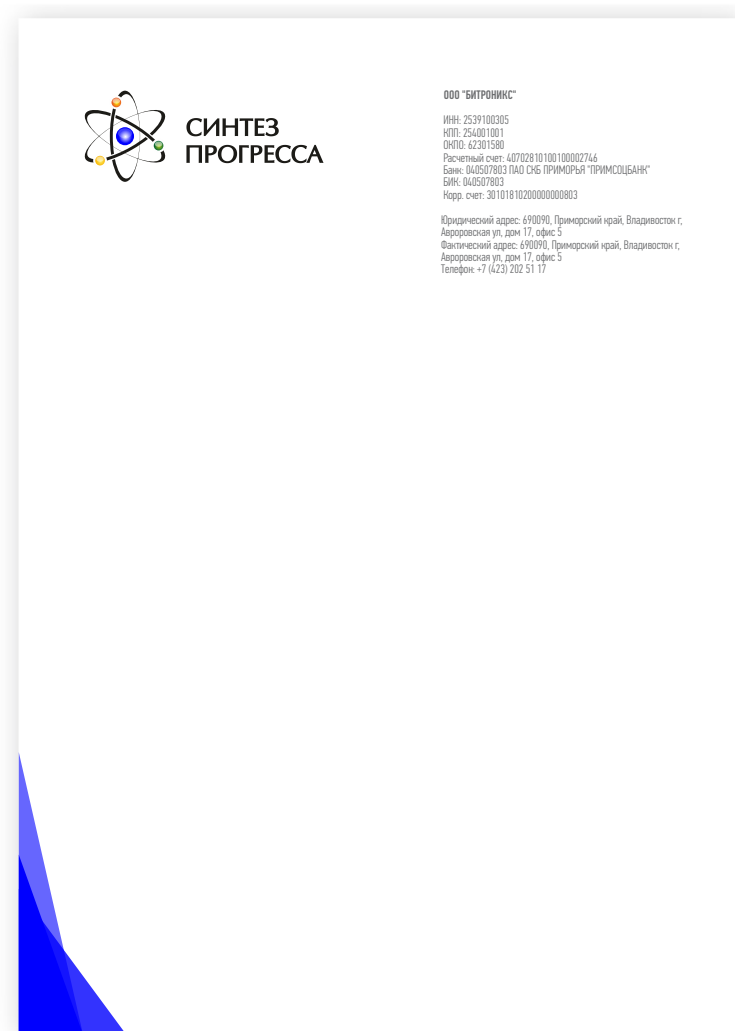 СИНТЕЗ
ПРОГРЕССА
ООО "БИТРОНИКС"
ИНН: 2539100305
КПП: 254001001
ОКПО: 62301580
Расчетный счет: 40702810100100002746
Банк: 040507803 ПАО СКБ ПРИМОРЬЯ "ПРИМСОЦБАНК"
БИК: 040507803
Корр. счет: 30101810200000000803
Юридический адрес: 690090, Приморский край, Владивосток г,
Авроровская ул, дом 17, офис 5
Фактический адрес: 690090, Приморский край, Владивосток г,
Авроровская ул, дом 17, офис 5
Телефон: +7 (423) 202 51 17